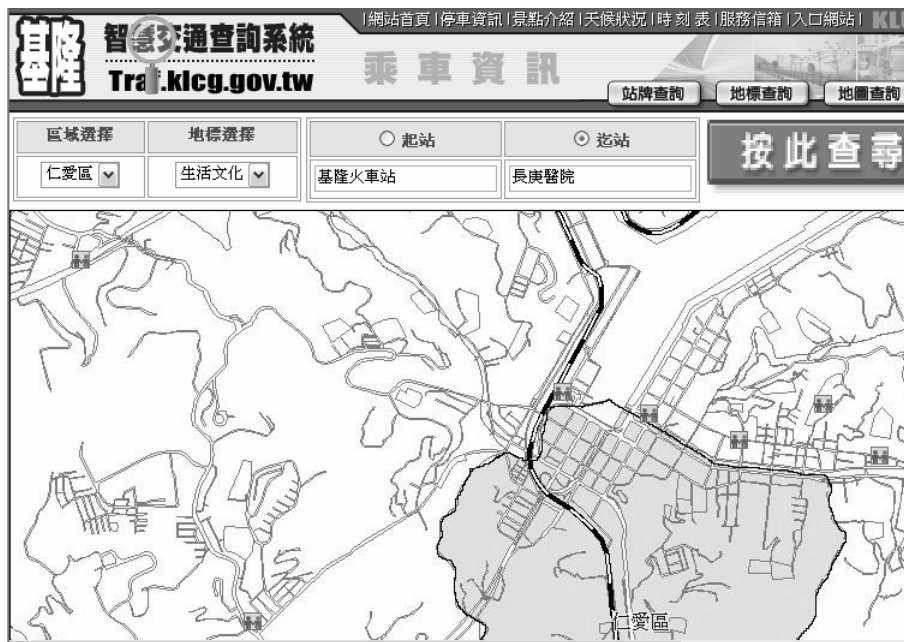 |網站首頁|停車資訊|景點介紹|天候狀況|時刻表|服務信箱|入口網站|
基隆
智慧交通查詢系統
Traf.klcg.gov.tw
乘車資訊
站牌查詢 地標查詢 地圖查詢
區域選擇 地標選擇 起站 迄站
仁愛區 生活文化 基隆火車站 長庚醫院
按此查尋
仁愛區